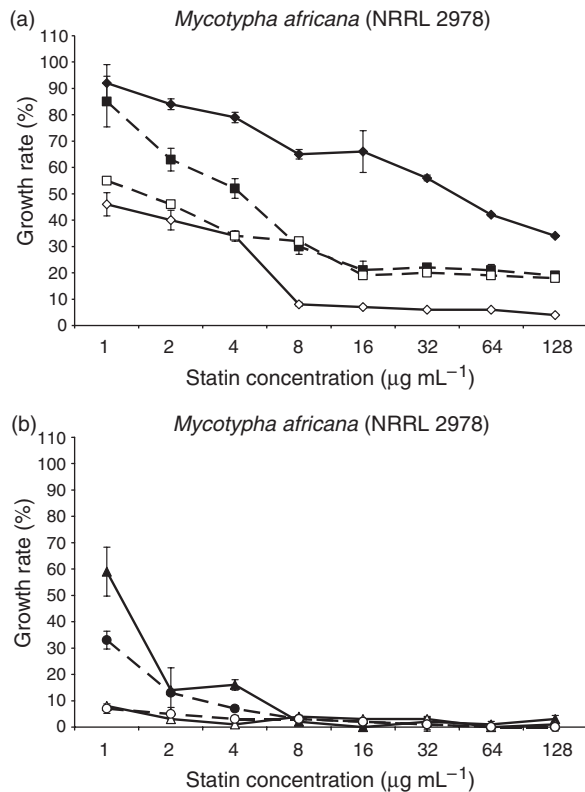 (a)
Mycotypha africana (NRRL 2978)
110
100
90
80
70
60
50
40
30
20
10
0
Growth rate (%)
1 2 4 8 16 32 64 128
Statin concentration (μg mL⁻¹)
(b)
Mycotypha africana (NRRL 2978)
110
100
90
80
70
60
50
40
30
20
10
0
Growth rate (%)
1 2 4 8 16 32 64 128
Statin concentration (μg mL⁻¹)